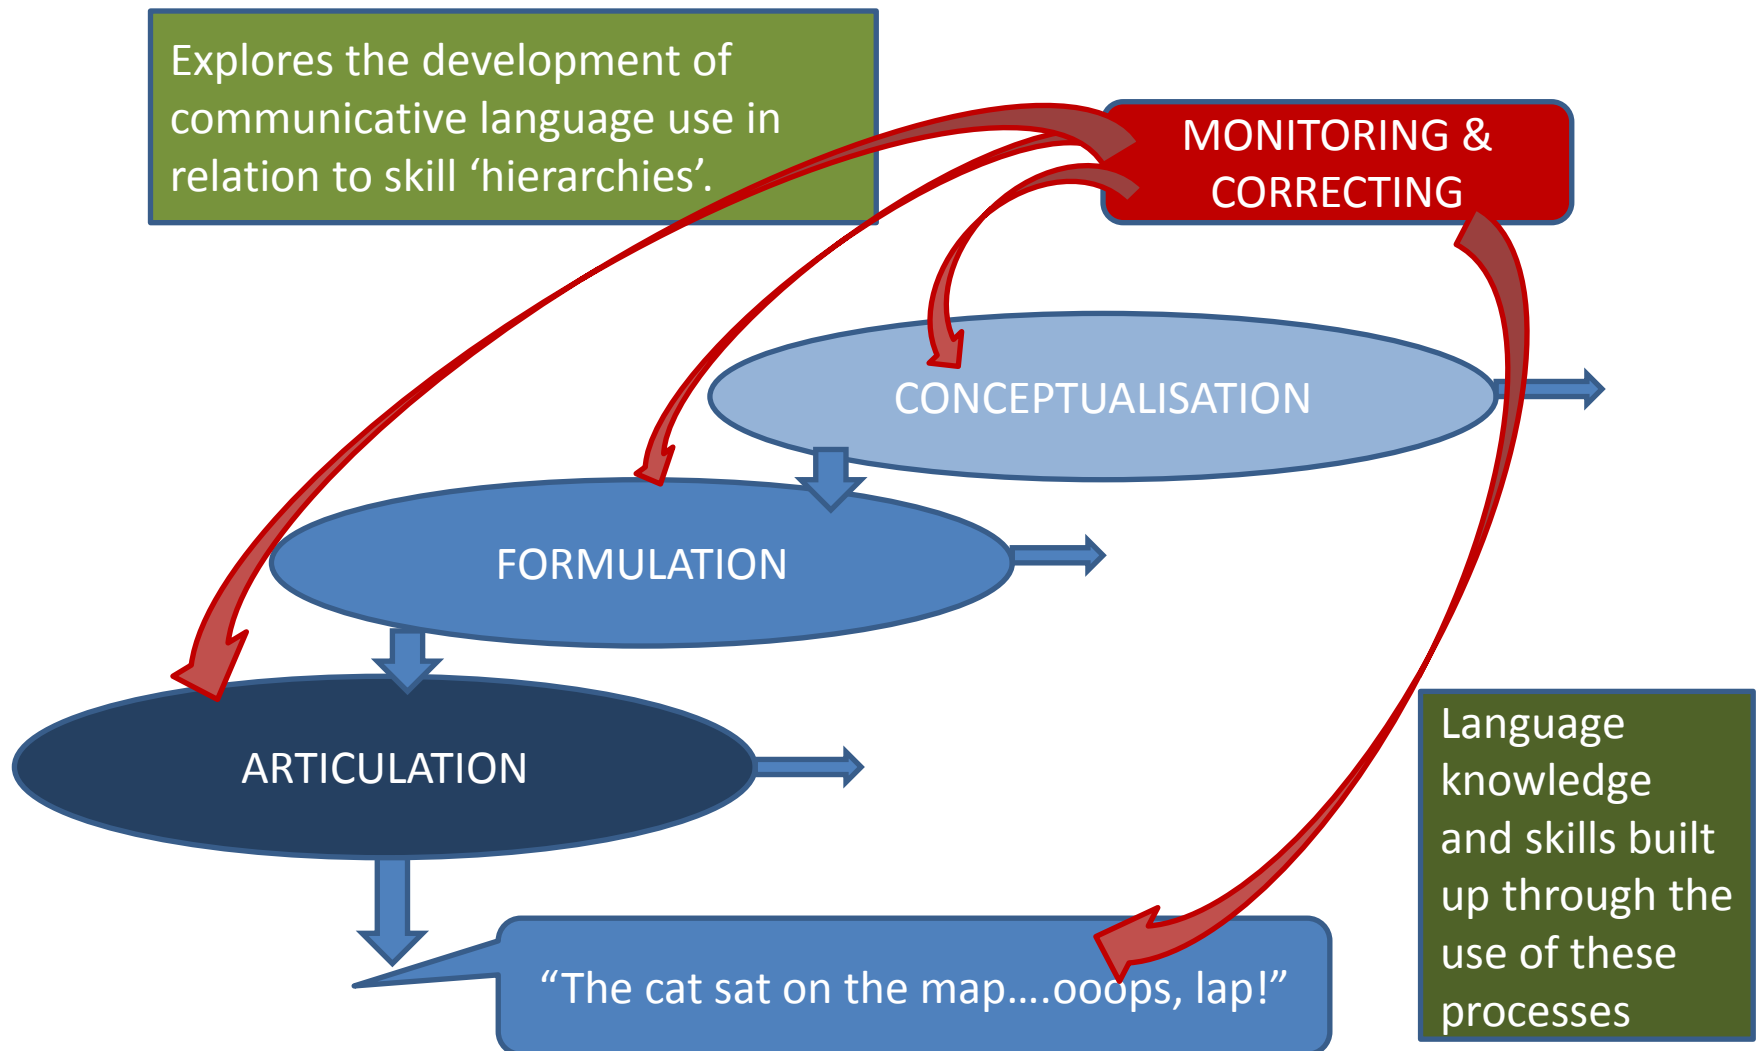 Explores the development of
communicative language use in
relation to skill ‘hierarchies’.
MONITORING &
CORRECTING
CONCEPTUALISATION
FORMULATION
ARTICULATION
“The cat sat on the map....ooops, lap!”
Language
knowledge
and skills built
up through the
use of these
processes